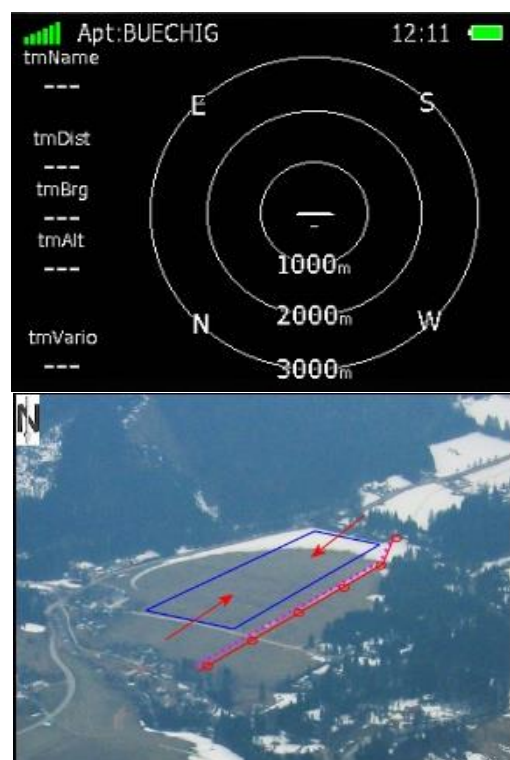 Apt:BUECHIG 12:11
tmName
---
E S
tmDist
---
tmBrg
---
tmAlt
---
1000m
2000m
N W
tmVario
---
3000m
N